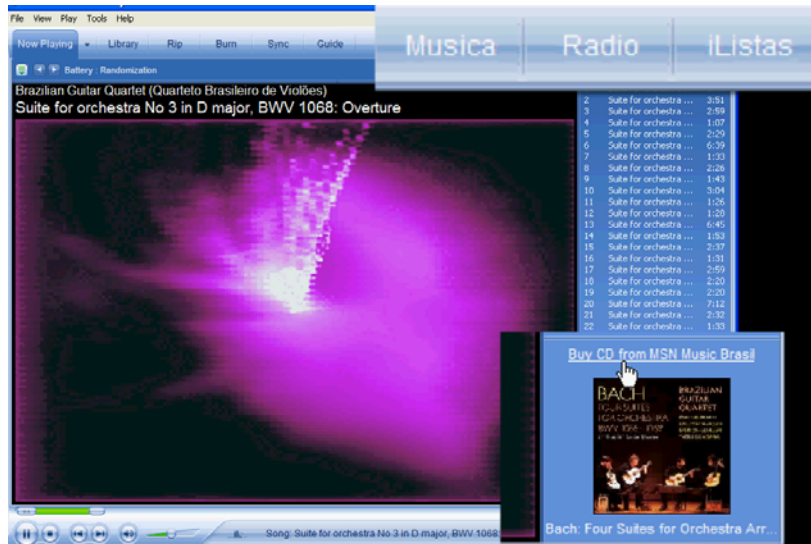 File View Play Tools Help
Now Playing Library Rip Burn Sync Guide
Musica Radio iListas
Battery : Randomization
Brazilian Guitar Quartet (Quarteto Brasileiro de Violões)
Suite for orchestra No 3 in D major, BWV 1068: Overture
2 Suite for orchestra ... 3:51
3 Suite for orchestra ... 2:59
4 Suite for orchestra ... 1:07
5 Suite for orchestra ... 2:29
6 Suite for orchestra ... 6:39
7 Suite for orchestra ... 1:33
8 Suite for orchestra ... 2:26
9 Suite for orchestra ... 1:43
10 Suite for orchestra ... 3:04
11 Suite for orchestra ... 1:26
12 Suite for orchestra ... 1:28
13 Suite for orchestra ... 6:45
14 Suite for orchestra ... 1:53
15 Suite for orchestra ... 2:37
16 Suite for orchestra ... 1:31
17 Suite for orchestra ... 2:59
18 Suite for orchestra ... 2:20
19 Suite for orchestra ... 2:20
20 Suite for orchestra ... 7:12
21 Suite for orchestra ... 2:32
22 Suite for orchestra ... 1:33
Buy CD from MSN Music Brasil
BACH
FOUR SUITES
FOR ORCHESTRA
BWV 1066-1069
BRAZILIAN
GUITAR
QUARTET
Bach: Four Suites for Orchestra Arr...
Song: Suite for orchestra No 3 in D major, BWV 1068: